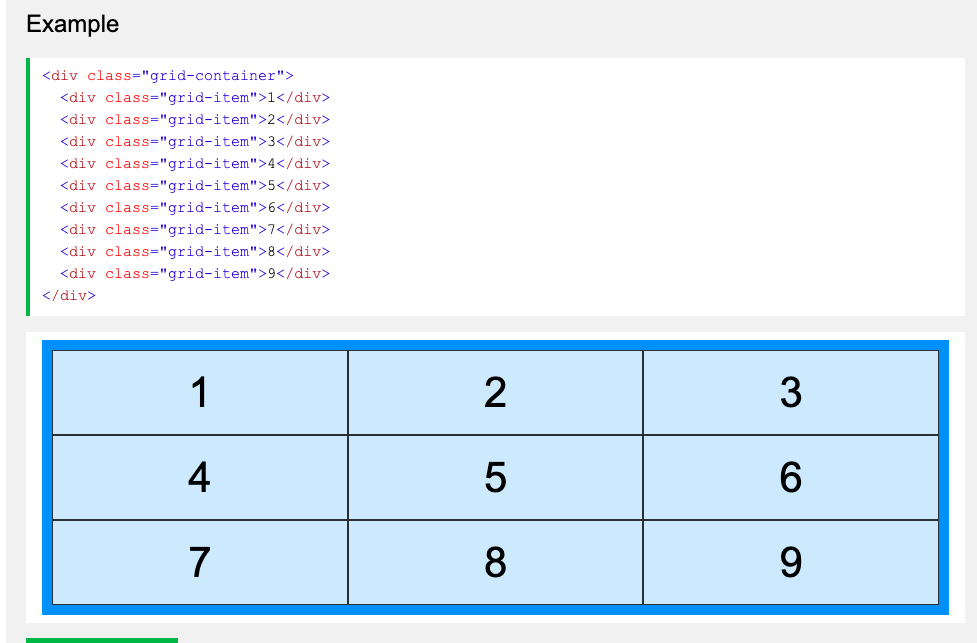 Example
<div class="grid-container">
  <div class="grid-item">1</div>
  <div class="grid-item">2</div>
  <div class="grid-item">3</div>
  <div class="grid-item">4</div>
  <div class="grid-item">5</div>
  <div class="grid-item">6</div>
  <div class="grid-item">7</div>
  <div class="grid-item">8</div>
  <div class="grid-item">9</div>
</div>
1 2 3
4 5 6
7 8 9